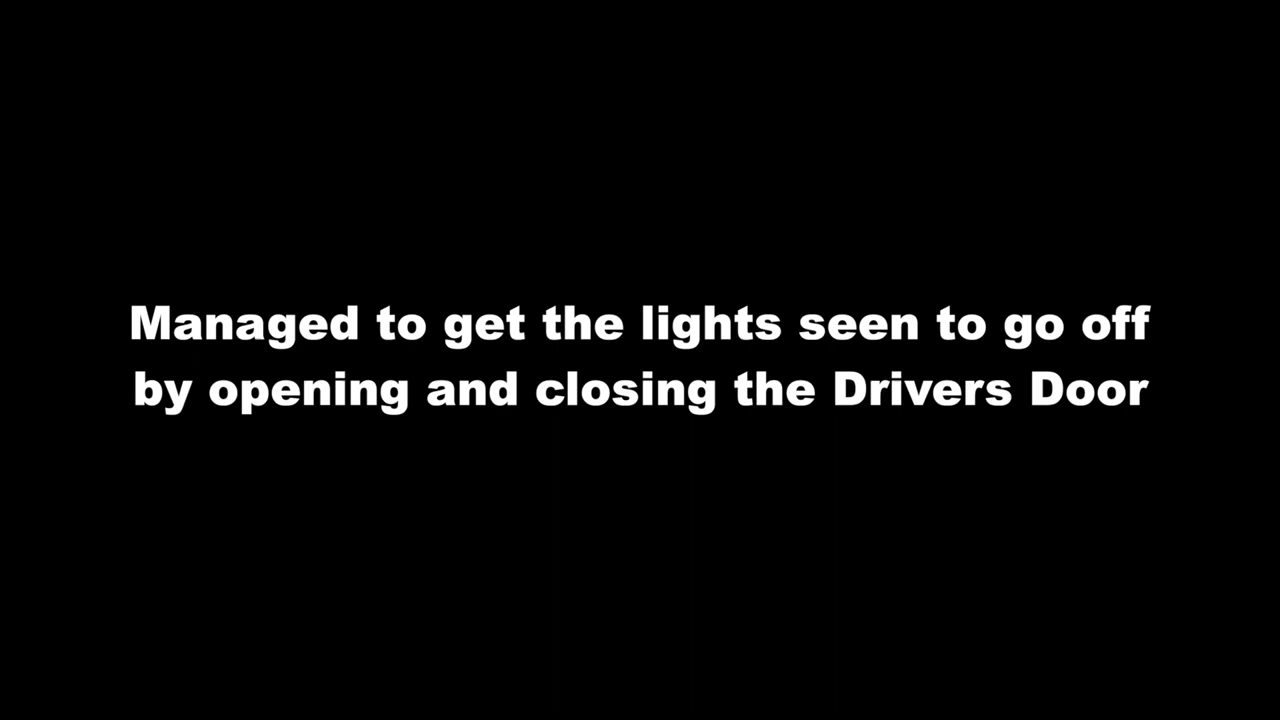 Managed to get the lights seen to go off
by opening and closing the Drivers Door